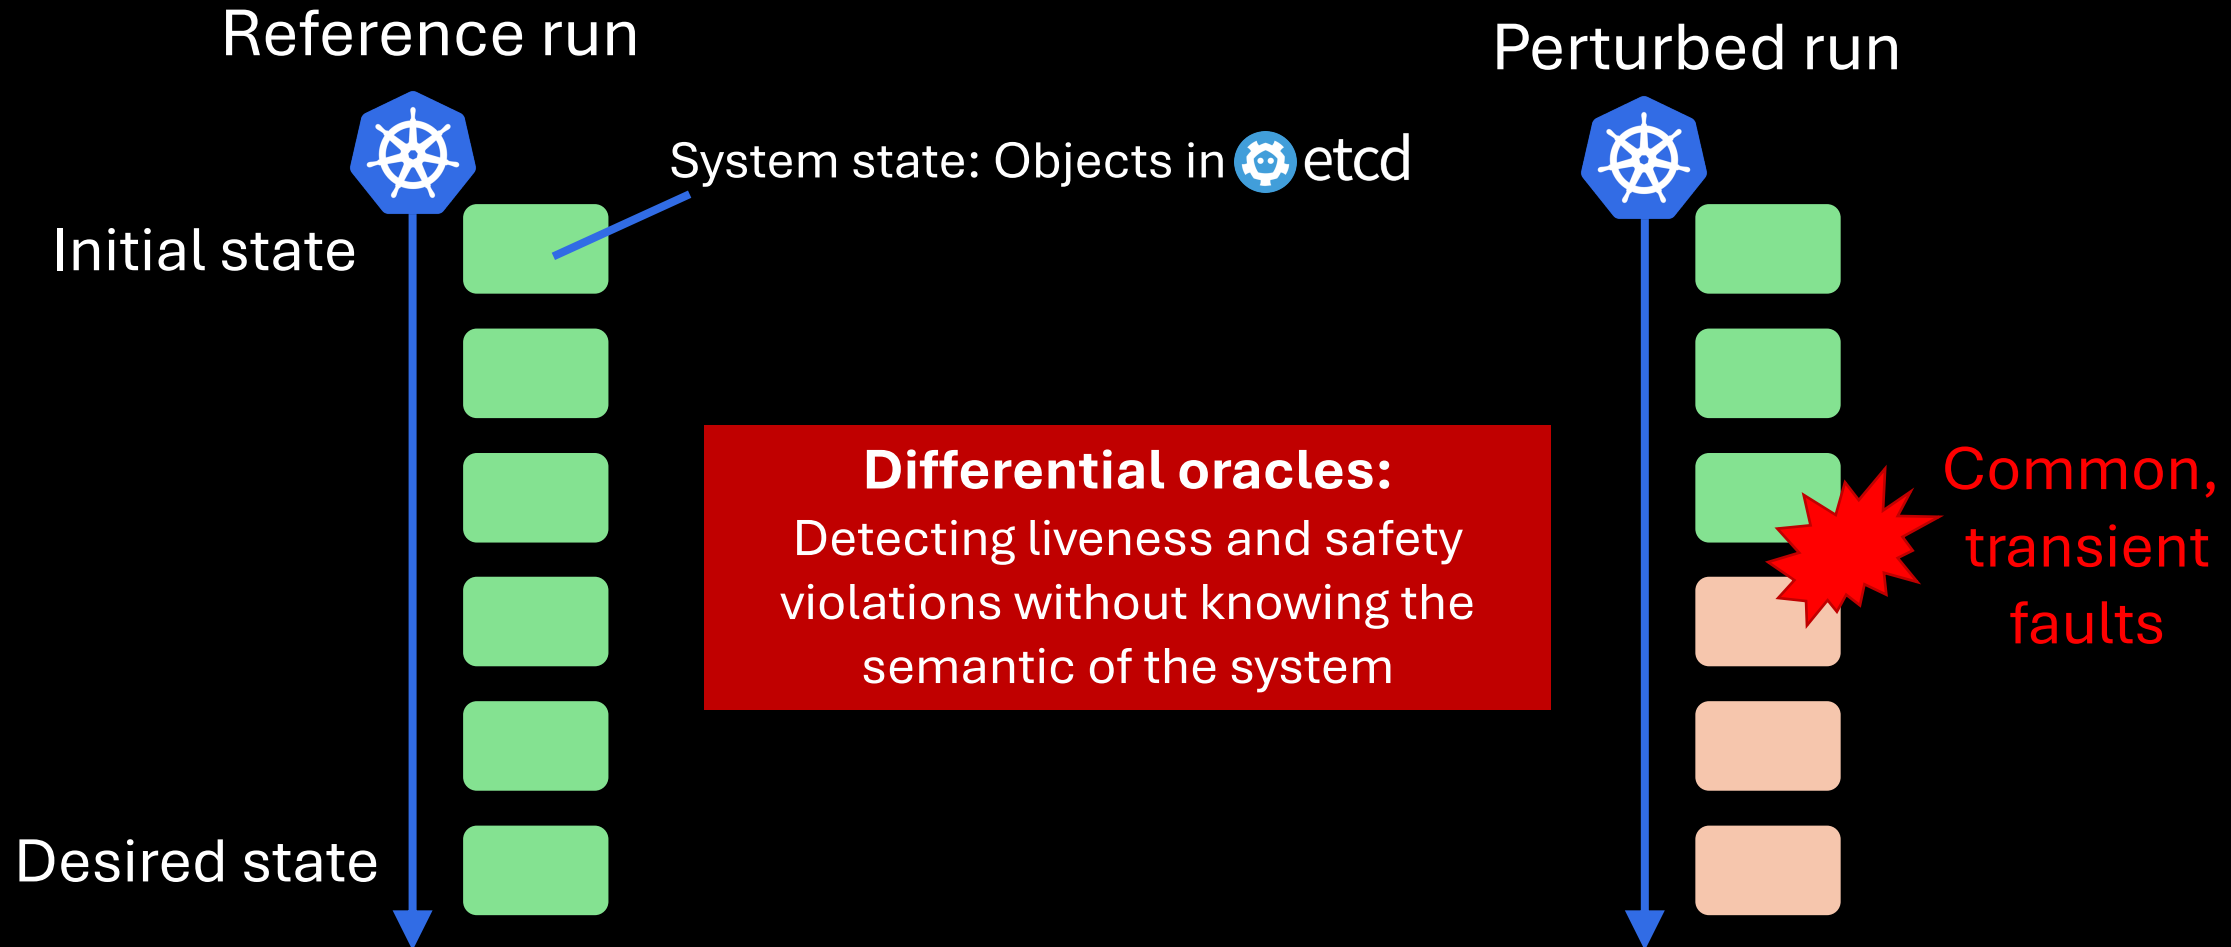 Reference run
Perturbed run
System state: Objects in etcd
Initial state
Differential oracles:
Detecting liveness and safety
violations without knowing the
semantic of the system
Common,
transient
faults
Desired state